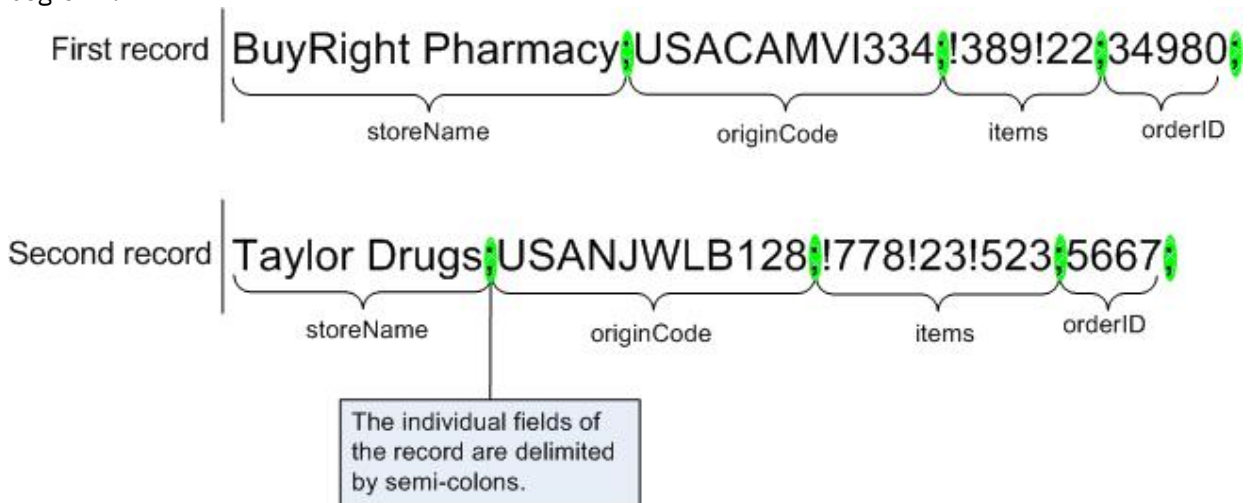 First record BuyRight Pharmacy;USACAMVI334;!389!22;34980;
storeName originCode items orderID
Second record Taylor Drugs;USANJWLB128;!778!23!523;5667;
storeName originCode items orderID
The individual fields of
the record are delimited
by semi-colons.